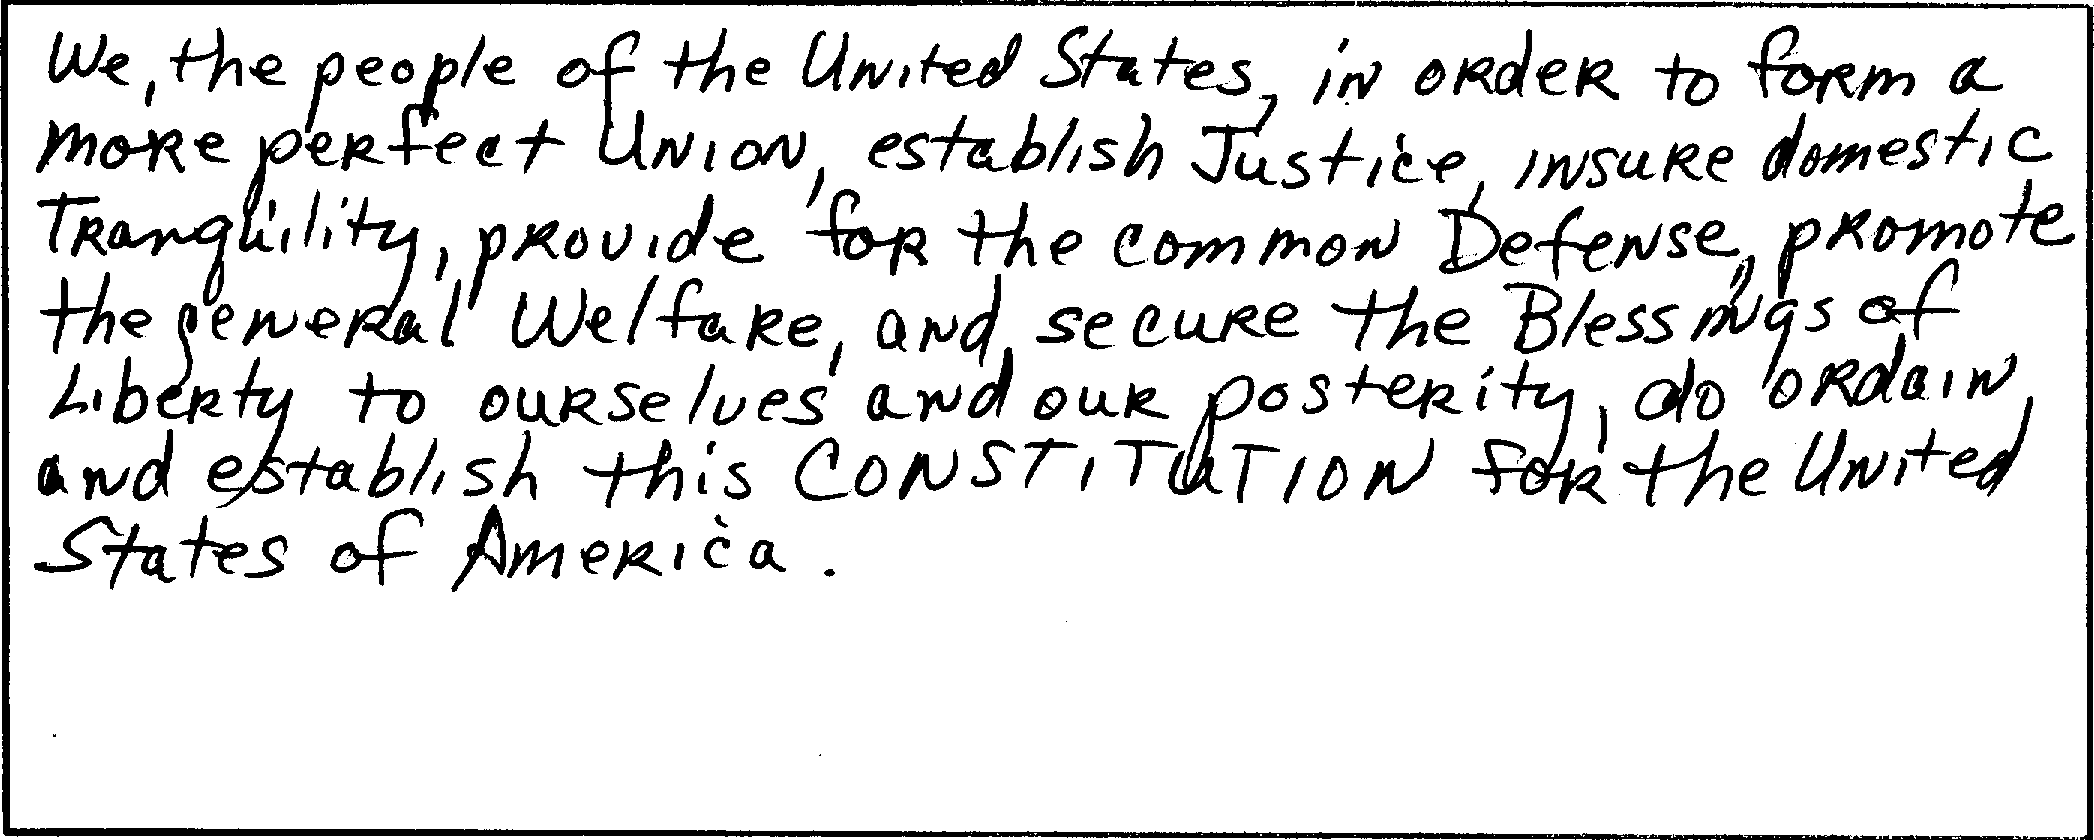 We, the people of the United States, in order to form a
more perfect Union, establish Justice, insure domestic
Tranquility, provide for the common Defense, promote
the general Welfare, and secure the Blessings of
Liberty to ourselves and our posterity, do ordain
and establish this CONSTITUTION for the United
States of America.